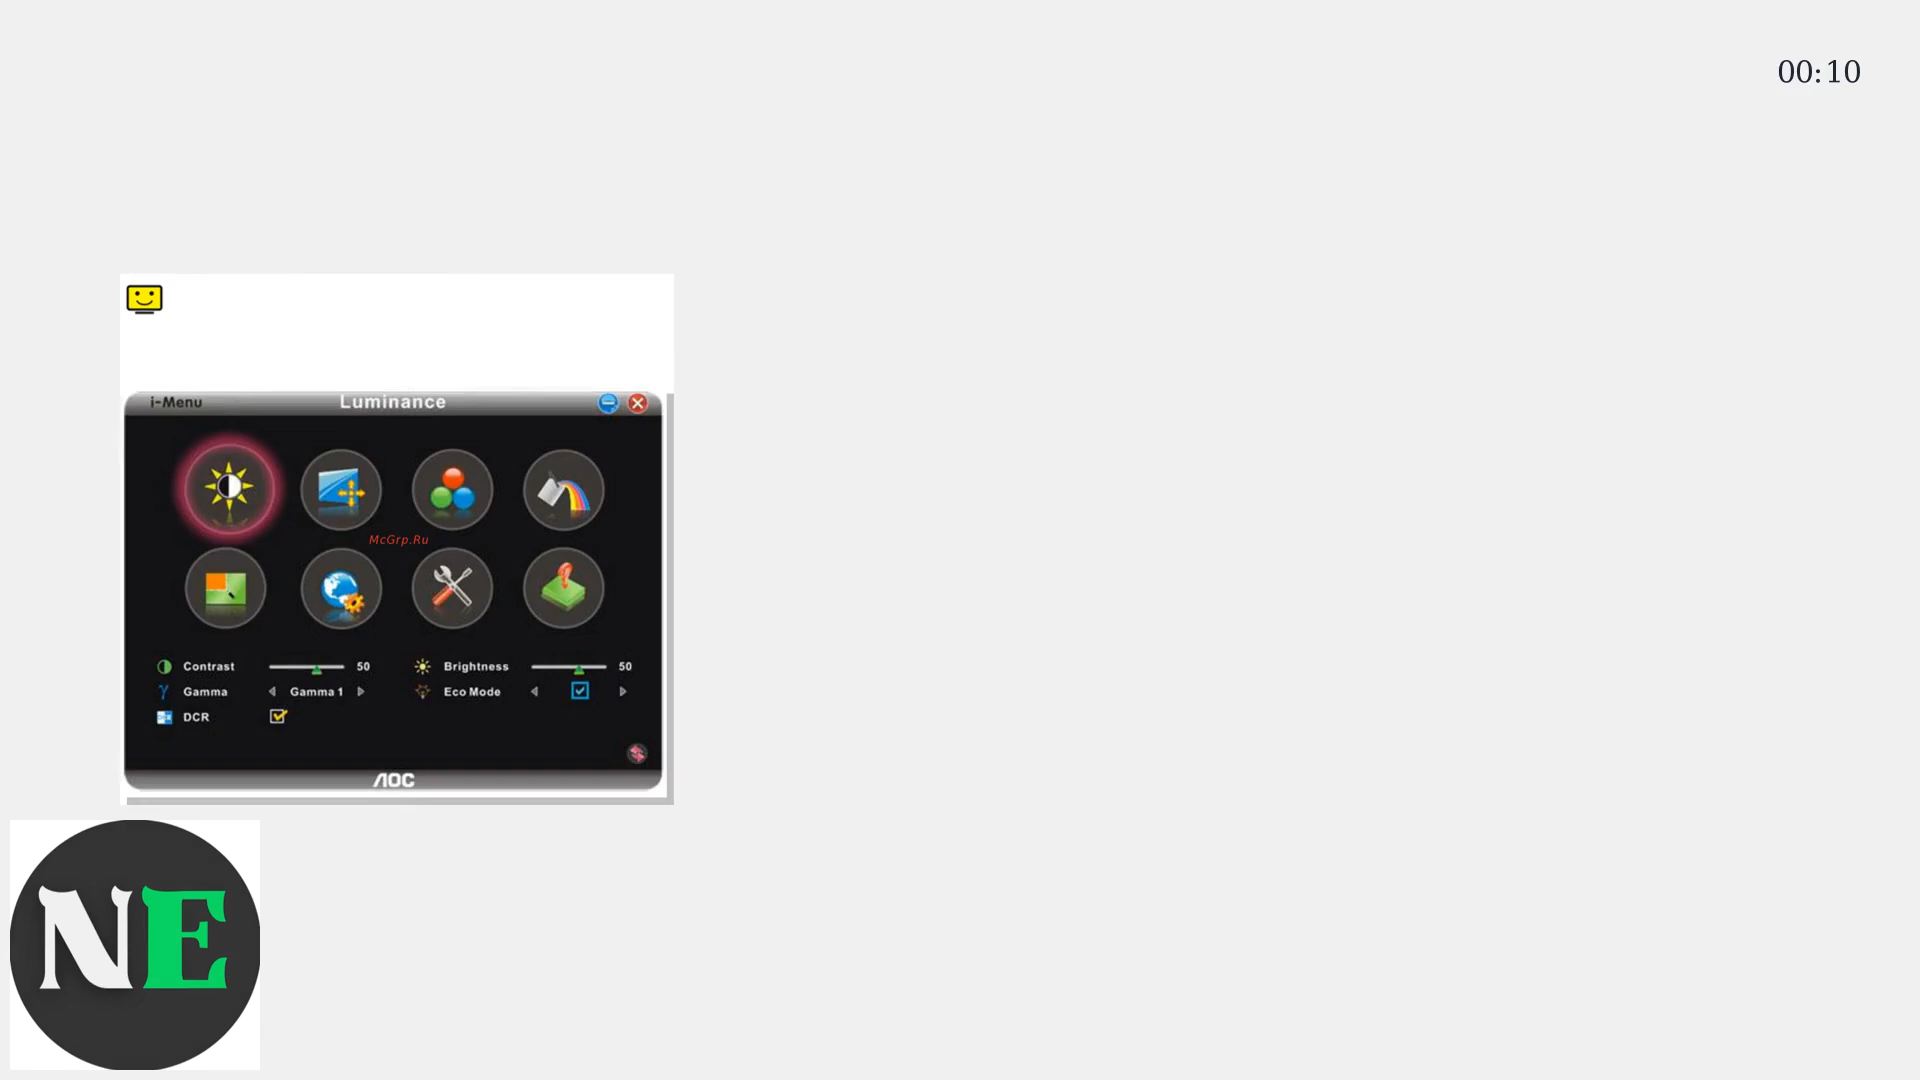 00:10
i-Menu Luminance
McGrp.Ru
Contrast 50 Brightness 50
Gamma Gamma 1 Eco Mode
DCR
AOC
NE